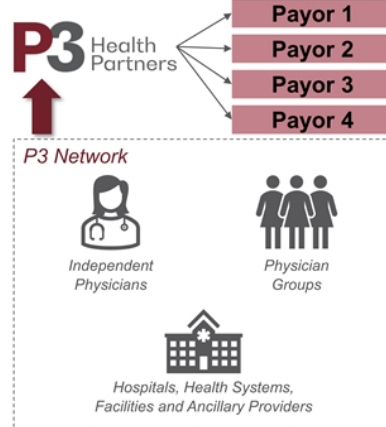 P3 Health Partners
Payor 1
Payor 2
Payor 3
Payor 4
P3 Network
Independent
Physicians
Physician
Groups
Hospitals, Health Systems,
Facilities and Ancillary Providers